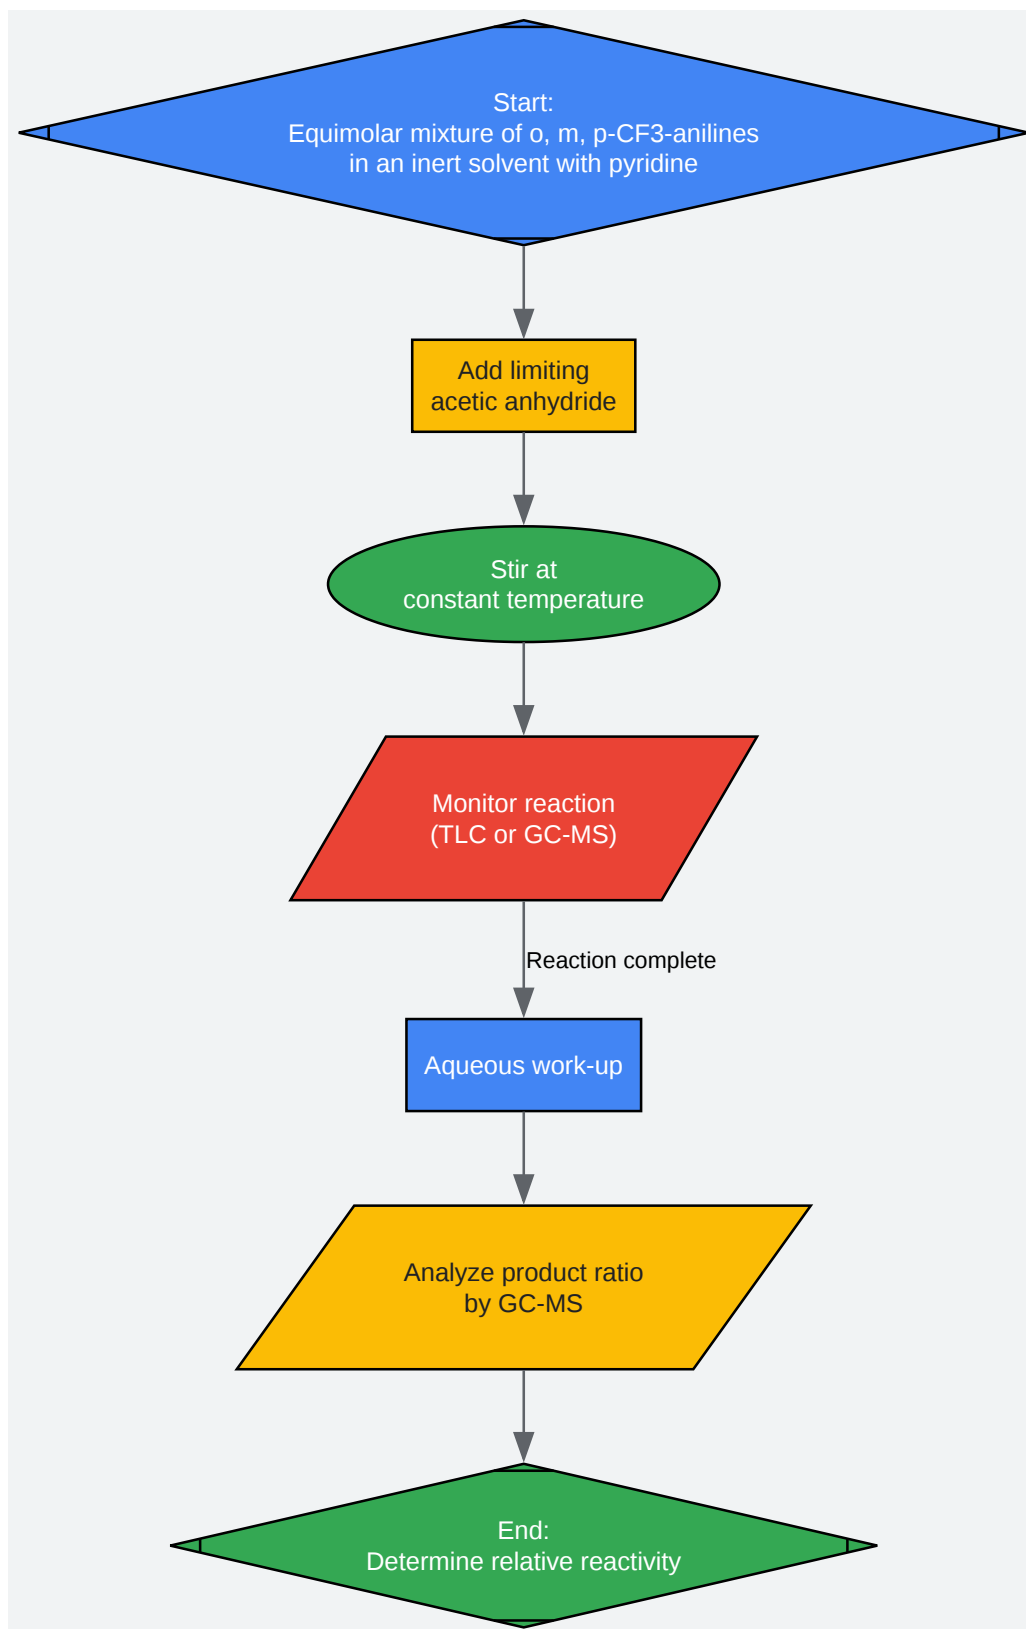 Start:
Equimolar mixture of o, m, p-CF3-anilines
in an inert solvent with pyridine
Add limiting
acetic anhydride
Stir at
constant temperature
Monitor reaction
(TLC or GC-MS)
Reaction complete
Aqueous work-up
Analyze product ratio
by GC-MS
End:
Determine relative reactivity